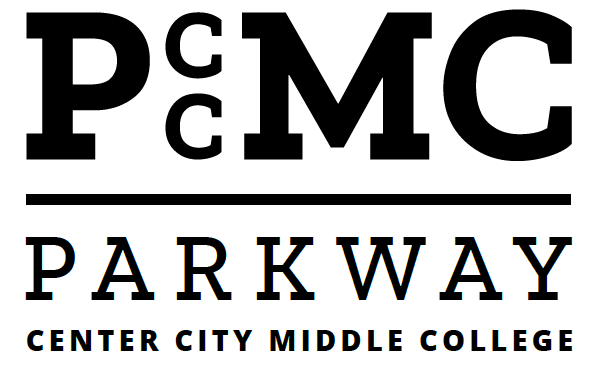 PCCMC
PARKWAY
CENTER CITY MIDDLE COLLEGE